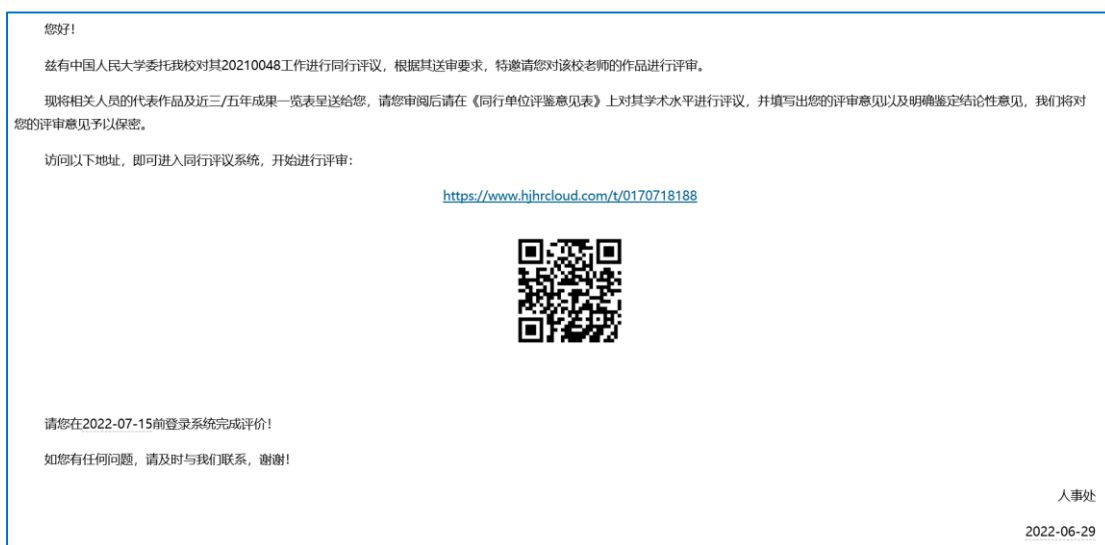 您好!
兹有中国人民大学委托我校对其20210048工作进行同行评议，根据其送审要求，特邀请您对该校老师的作品进行评审。
现将相关人员的代表作品及近三/五年成果一览表呈送给您，请您审阅后请在《同行单位评鉴意见表》上对其学术水平进行评议，并填写出您的评审意见以及明确鉴定结论性意见，我们将对
您的评审意见予以保密。
访问以下地址，即可进入同行评议系统，开始进行评审：
https://www.hjhrcloud.com/t/0170718188
请您在2022-07-15前登录系统完成评价!
如您有任何问题，请及时与我们联系，谢谢!
人事处
2022-06-29